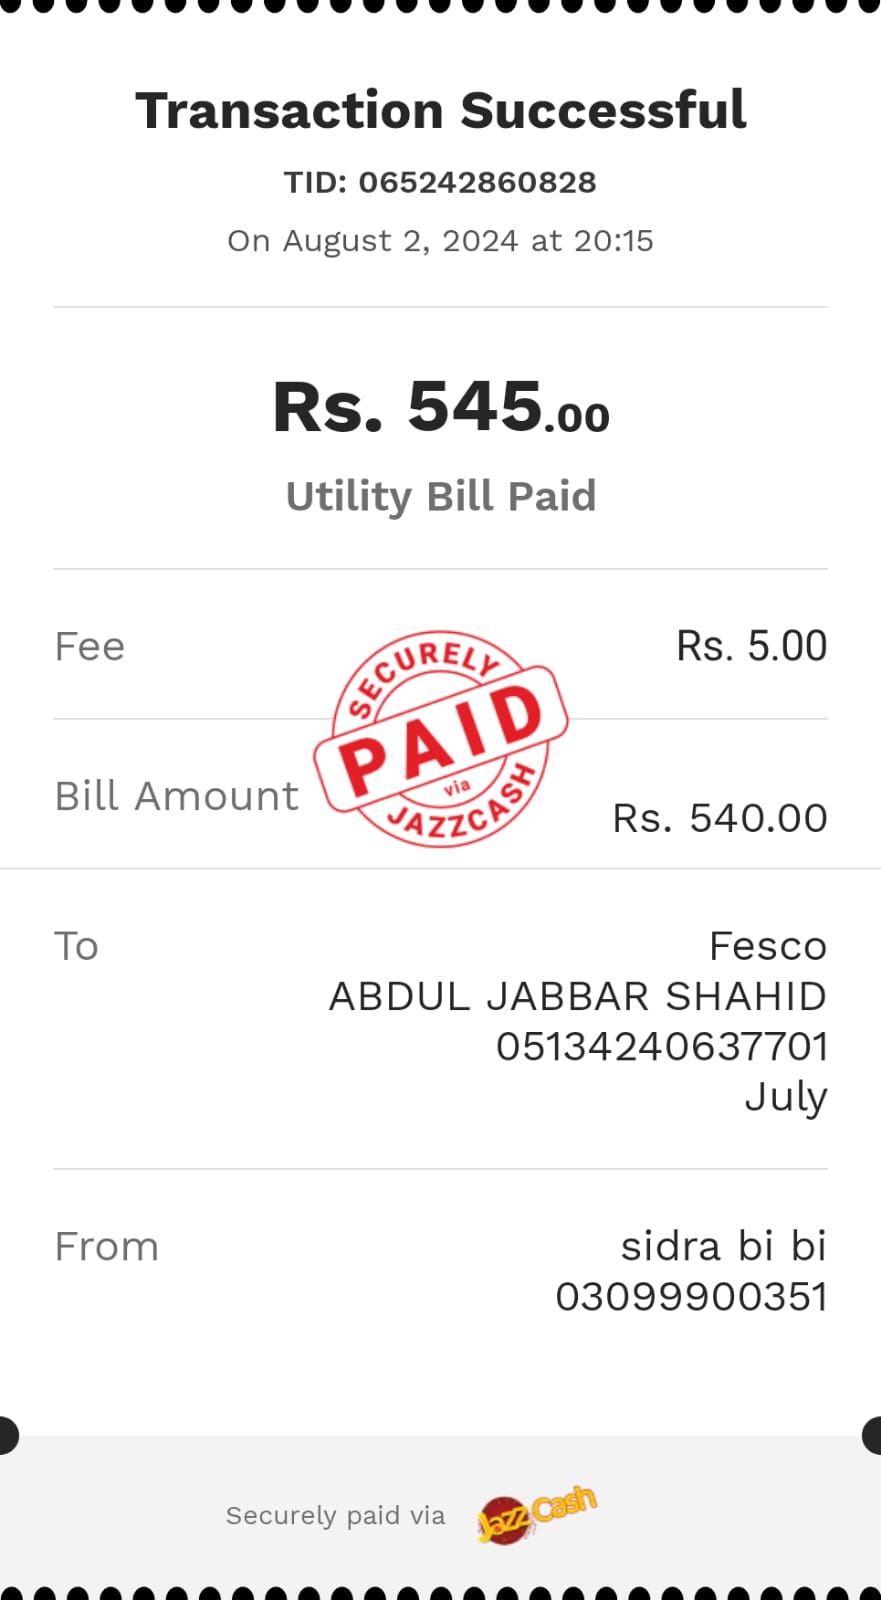 Transaction Successful
TID: 065242860828
On August 2, 2024 at 20:15
Rs. 545.00
Utility Bill Paid
Fee
Rs. 5.00
SECURELY
PAID
via
JAZZCASH
Bill Amount
Rs. 540.00
To
Fesco
ABDUL JABBAR SHAHID
05134240637701
July
From
sidra bi bi
03099900351
Securely paid via
JazzCash